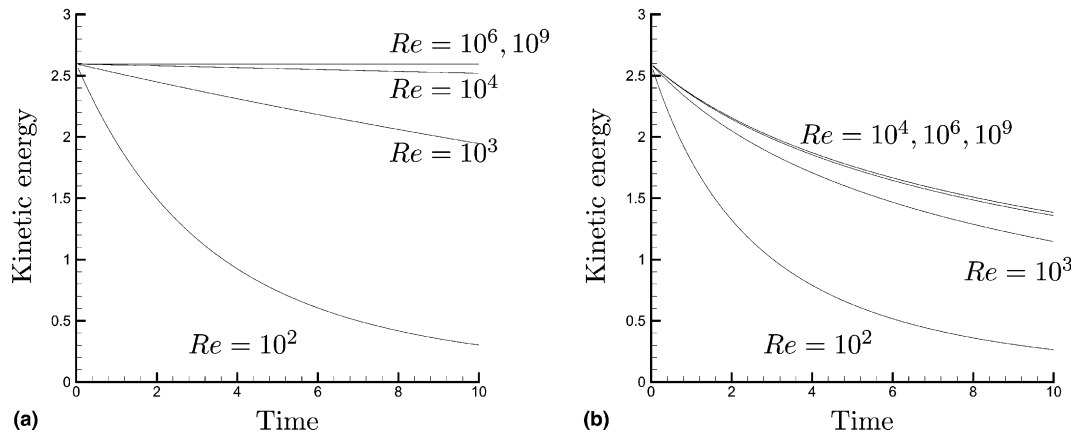 3
2.5
2
1.5
1
0.5
0
0
2
4
6
8
10
Kinetic energy
Time
Re = 10^6, 10^9
Re = 10^4
Re = 10^3
Re = 10^2
(a)
3
2.5
2
1.5
1
0.5
0
0
2
4
6
8
10
Kinetic energy
Time
Re = 10^4, 10^6, 10^9
Re = 10^3
Re = 10^2
(b)